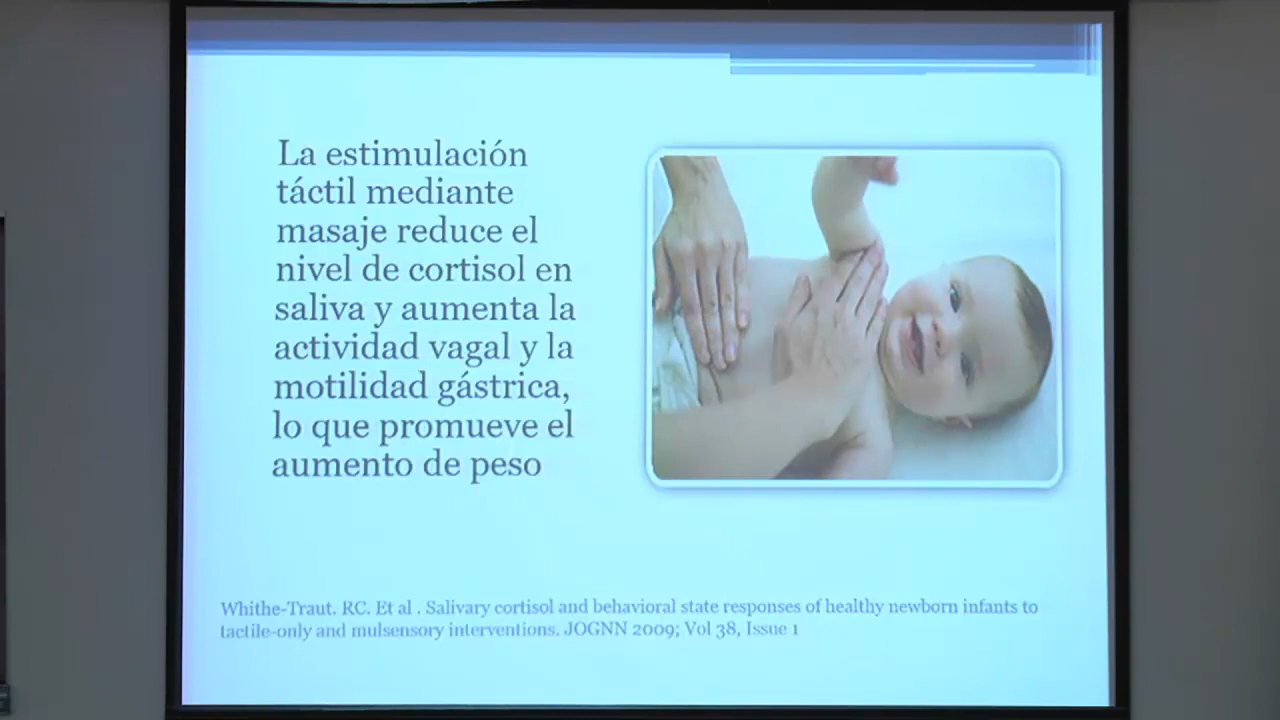 La estimulación
táctil mediante
masaje reduce el
nivel de cortisol en
saliva y aumenta la
actividad vagal y la
motilidad gástrica,
lo que promueve el
aumento de peso
Whithe-Traut. RC. Et al . Salivary cortisol and behavioral state responses of healthy newborn infants to
tactile-only and mulsensory interventions. JOGNN 2009; Vol 38, Issue 1